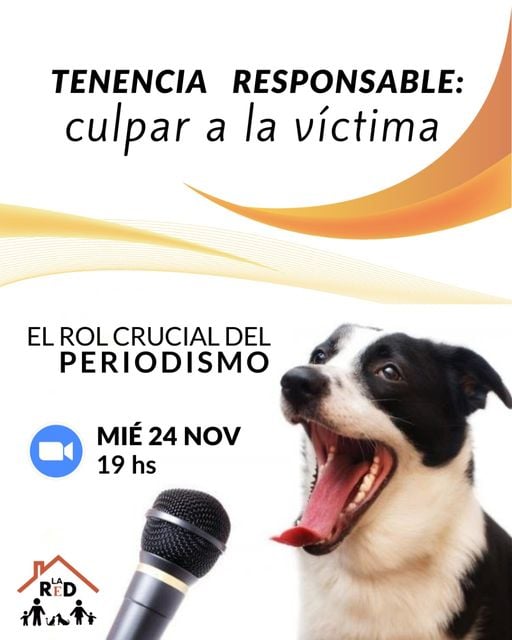 TENENCIA RESPONSABLE:
culpar a la víctima
EL ROL CRUCIAL DEL
PERIODISMO
MIÉ 24 NOV
19 hs
LA
RED